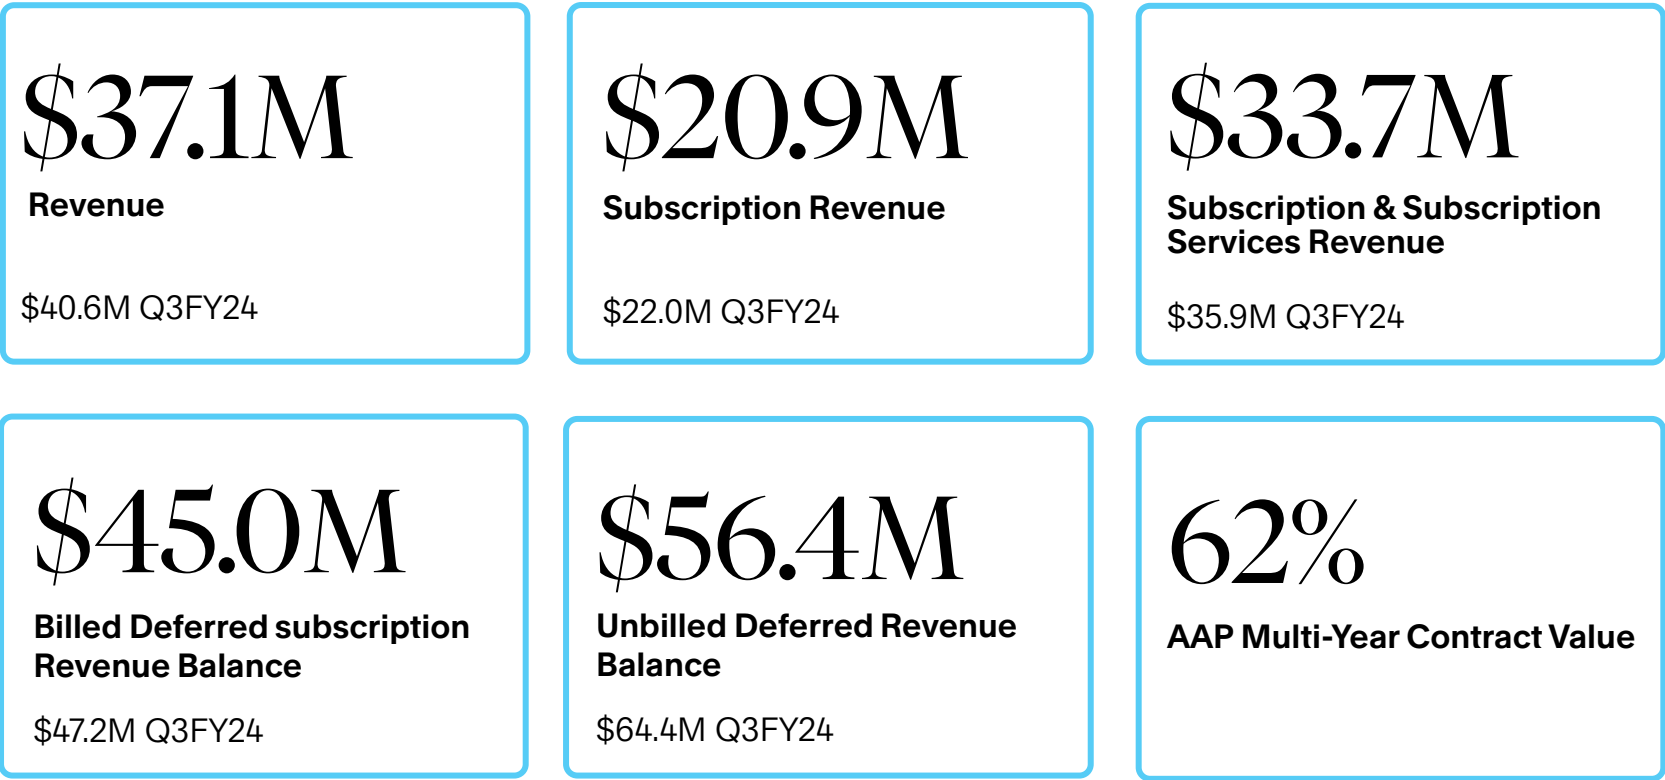 $37.1M
Revenue
$40.6M Q3FY24
$20.9M
Subscription Revenue
$22.0M Q3FY24
$33.7M
Subscription & Subscription
Services Revenue
$35.9M Q3FY24
$45.0M
Billed Deferred subscription
Revenue Balance
$47.2M Q3FY24
$56.4M
Unbilled Deferred Revenue
Balance
$64.4M Q3FY24
62%
AAP Multi-Year Contract Value